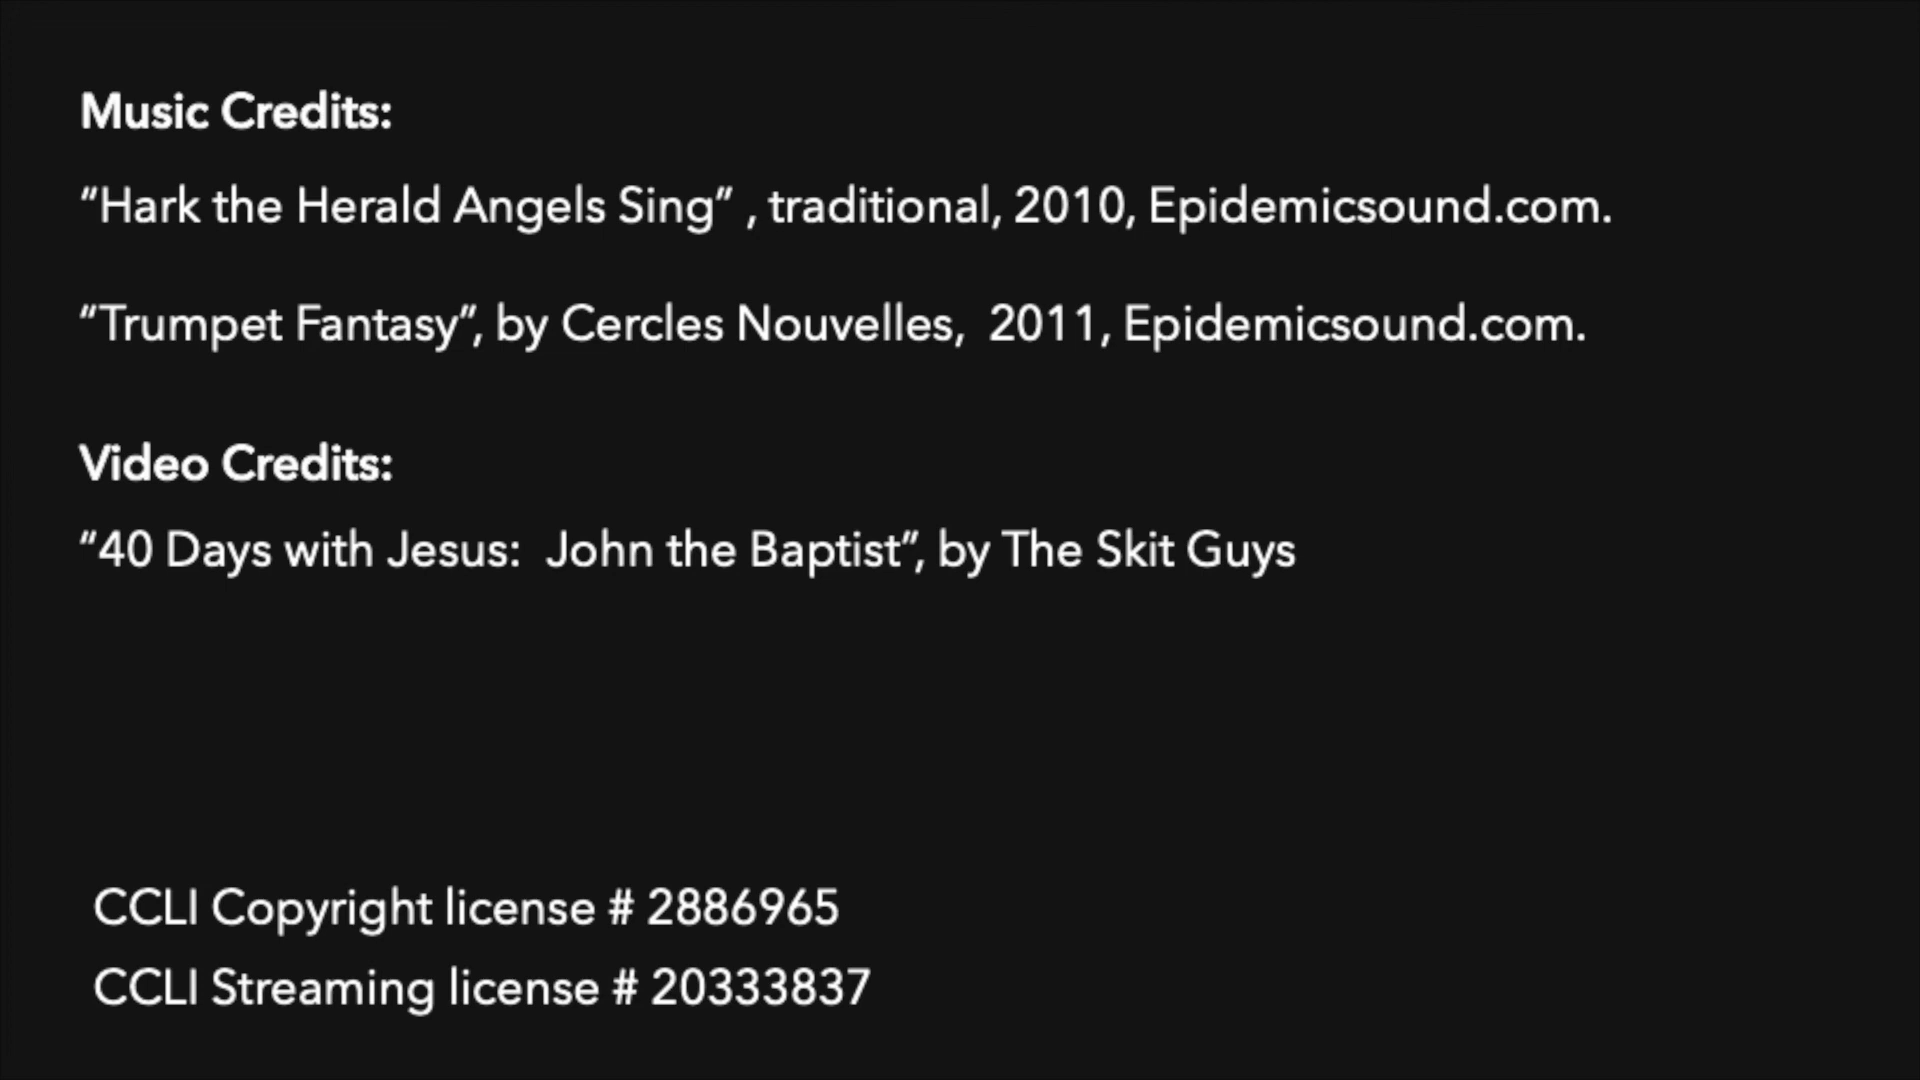 Music Credits:
“Hark the Herald Angels Sing” , traditional, 2010, Epidemicsound.com.
“Trumpet Fantasy”, by Cercles Nouvelles,  2011, Epidemicsound.com.
Video Credits:
“40 Days with Jesus:  John the Baptist”, by The Skit Guys
CCLI Copyright license # 2886965
CCLI Streaming license # 20333837